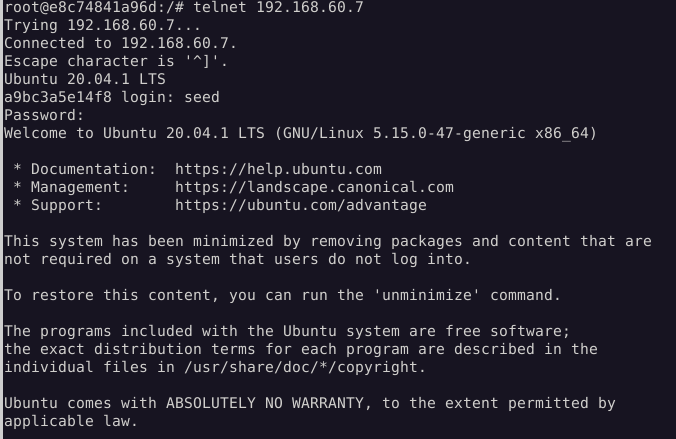 root@e8c74841a96d:/# telnet 192.168.60.7
Trying 192.168.60.7...
Connected to 192.168.60.7.
Escape character is '^]'.
Ubuntu 20.04.1 LTS
a9bc3a5e14f8 login: seed
Password:
Welcome to Ubuntu 20.04.1 LTS (GNU/Linux 5.15.0-47-generic x86_64)
* Documentation:  https://help.ubuntu.com
* Management:     https://landscape.canonical.com
* Support:        https://ubuntu.com/advantage
This system has been minimized by removing packages and content that are
not required on a system that users do not log into.
To restore this content, you can run the 'unminimize' command.
The programs included with the Ubuntu system are free software;
the exact distribution terms for each program are described in the
individual files in /usr/share/doc/*/copyright.
Ubuntu comes with ABSOLUTELY NO WARRANTY, to the extent permitted by
applicable law.